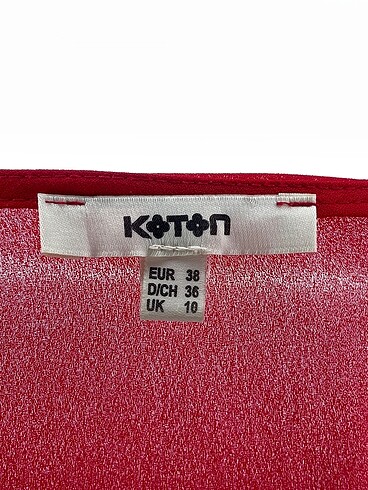 KOTON
EUR 38
D/CH 36
UK 10